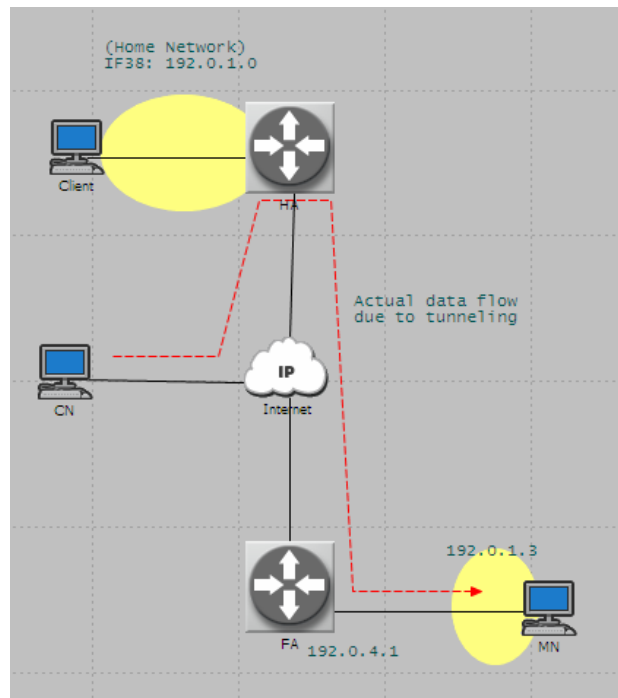 (Home Network)
IF38: 192.0.1.0
Client
HA
Actual data flow
due to tunneling
IP
Internet
CN
192.0.1.3
FA
192.0.4.1
MN